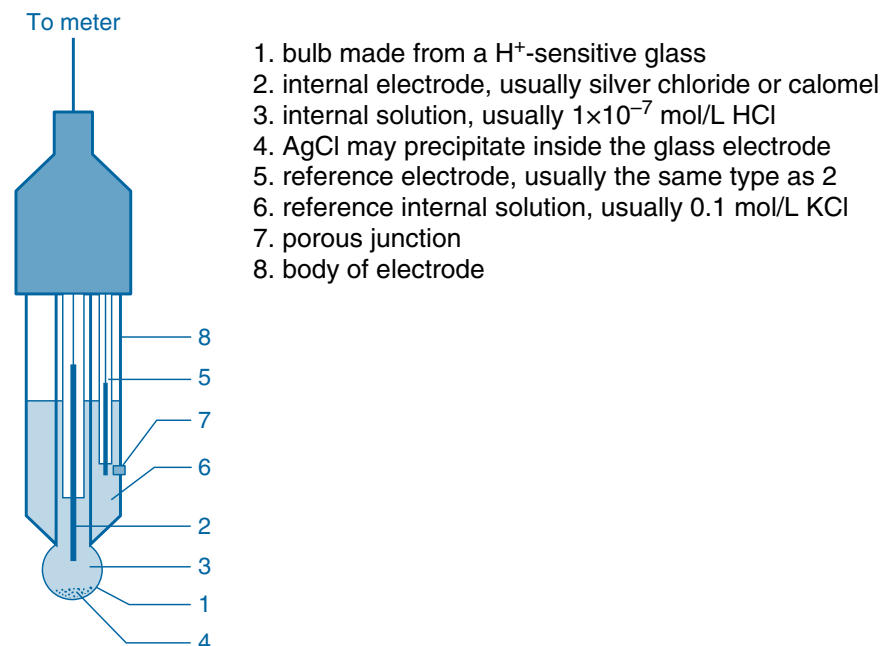 To meter
1. bulb made from a H⁺-sensitive glass
2. internal electrode, usually silver chloride or calomel
3. internal solution, usually 1×10⁻⁷ mol/L HCl
4. AgCl may precipitate inside the glass electrode
5. reference electrode, usually the same type as 2
6. reference internal solution, usually 0.1 mol/L KCl
7. porous junction
8. body of electrode
8
5
7
6
2
3
1
4